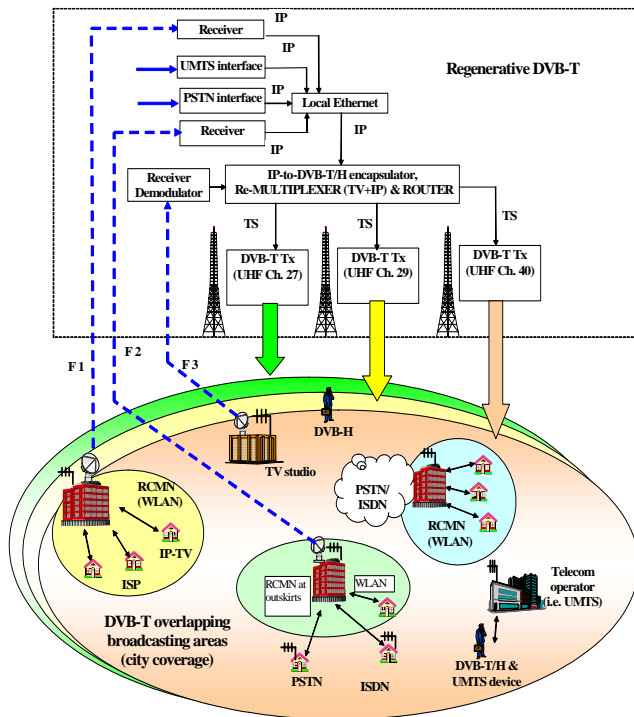 IP
Receiver
IP
UMTS interface
IP
Regenerative DVB-T
PSTN interface
IP
Local Ethernet
Receiver
IP
IP
Receiver
Demodulator
IP-to-DVB-T/H encapsulator,
Re-MULTIPLEXER (TV+IP) & ROUTER
TS
TS
TS
DVB-T Tx
(UHF Ch. 27)
DVB-T Tx
(UHF Ch. 29)
DVB-T Tx
(UHF Ch. 40)
F 1
F 2
F 3
DVB-H
TV studio
RCMN
(WLAN)
IP-TV
ISP
PSTN/
ISDN
RCMN
(WLAN)
RCMN at
outskirts
WLAN
Telecom
operator
(i.e. UMTS)
DVB-T overlapping
broadcasting areas
(city coverage)
PSTN
ISDN
DVB-T/H &
UMTS device